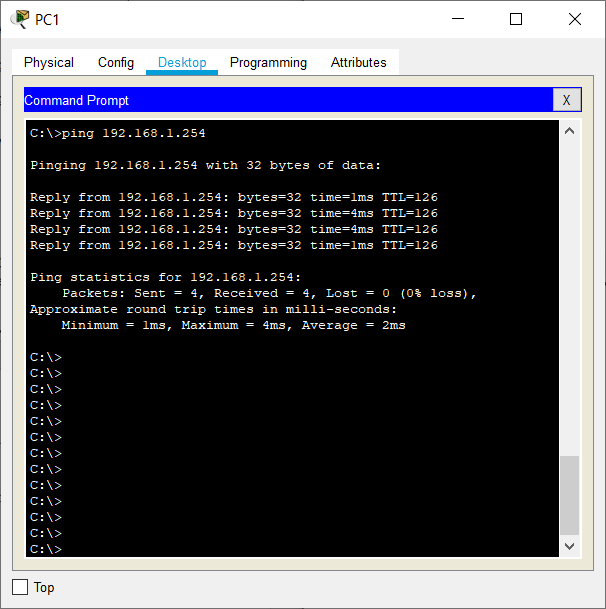 PC1
Physical Config Desktop Programming Attributes
Command Prompt X
C:\>ping 192.168.1.254
Pinging 192.168.1.254 with 32 bytes of data:
Reply from 192.168.1.254: bytes=32 time=1ms TTL=126
Reply from 192.168.1.254: bytes=32 time=4ms TTL=126
Reply from 192.168.1.254: bytes=32 time=4ms TTL=126
Reply from 192.168.1.254: bytes=32 time=1ms TTL=126
Ping statistics for 192.168.1.254:
Packets: Sent = 4, Received = 4, Lost = 0 (0% loss),
Approximate round trip times in milli-seconds:
Minimum = 1ms, Maximum = 4ms, Average = 2ms
C:\>
C:\>
C:\>
C:\>
C:\>
C:\>
C:\>
C:\>
C:\>
C:\>
C:\>
C:\>
C:\>
Top